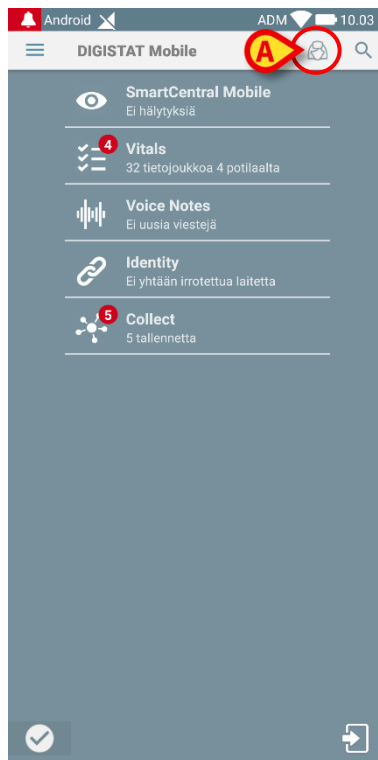 Android ADM 10.03
DIGISTAT Mobile A
SmartCentral Mobile
Ei hälytyksiä
4
Vitals
32 tietojoukkoa 4 potilaalta
Voice Notes
Ei uusia viestejä
Identity
Ei yhtään irrotettua laitetta
5
Collect
5 tallennetta